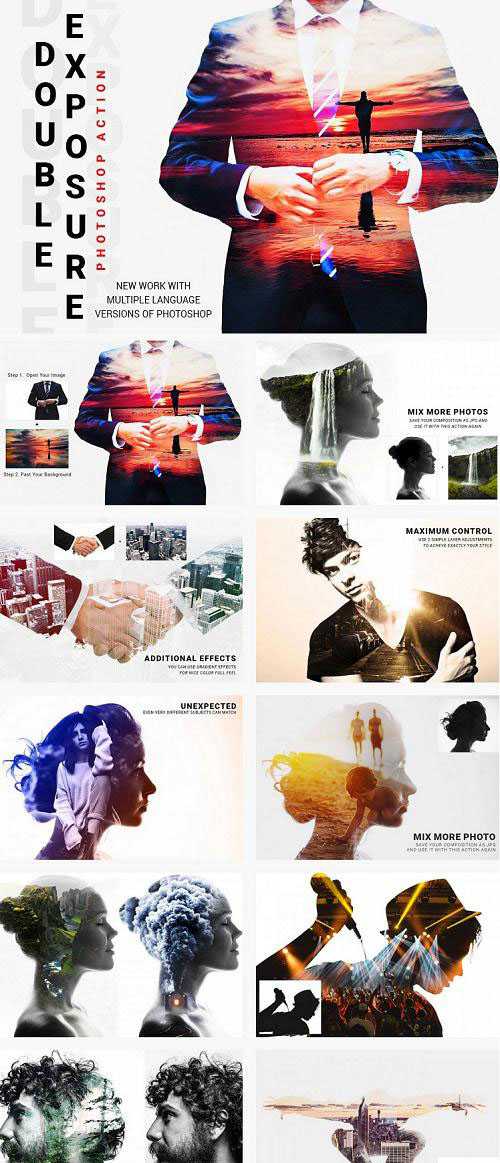 DOUBLE
EXPOSURE
PHOTOSHOP ACTION
NEW WORK WITH
MULTIPLE LANGUAGE
VERSIONS OF PHOTOSHOP
Step 1. Open Your Image
Step 2. Past Your Background
MIX MORE PHOTOS
SAVE YOUR COMPOSITION AS JPG AND
USE IT WITH THIS ACTION AGAIN
ADDITIONAL EFFECTS
YOU CAN USE GRADIENT EFFECTS
FOR NICE COLOR FULL FEEL
MAXIMUM CONTROL
USE 2 SIMPLE LAYER ADJUSTMENTS
TO ACHIEVE EXACTLY YOUR STYLE
UNEXPECTED
EVEN VERY DIFFERENT SUBJECTS CAN MATCH
MIX MORE PHOTO
SAVE YOUR COMPOSITION AS JPG
AND USE IT WITH THIS ACTION AGAIN